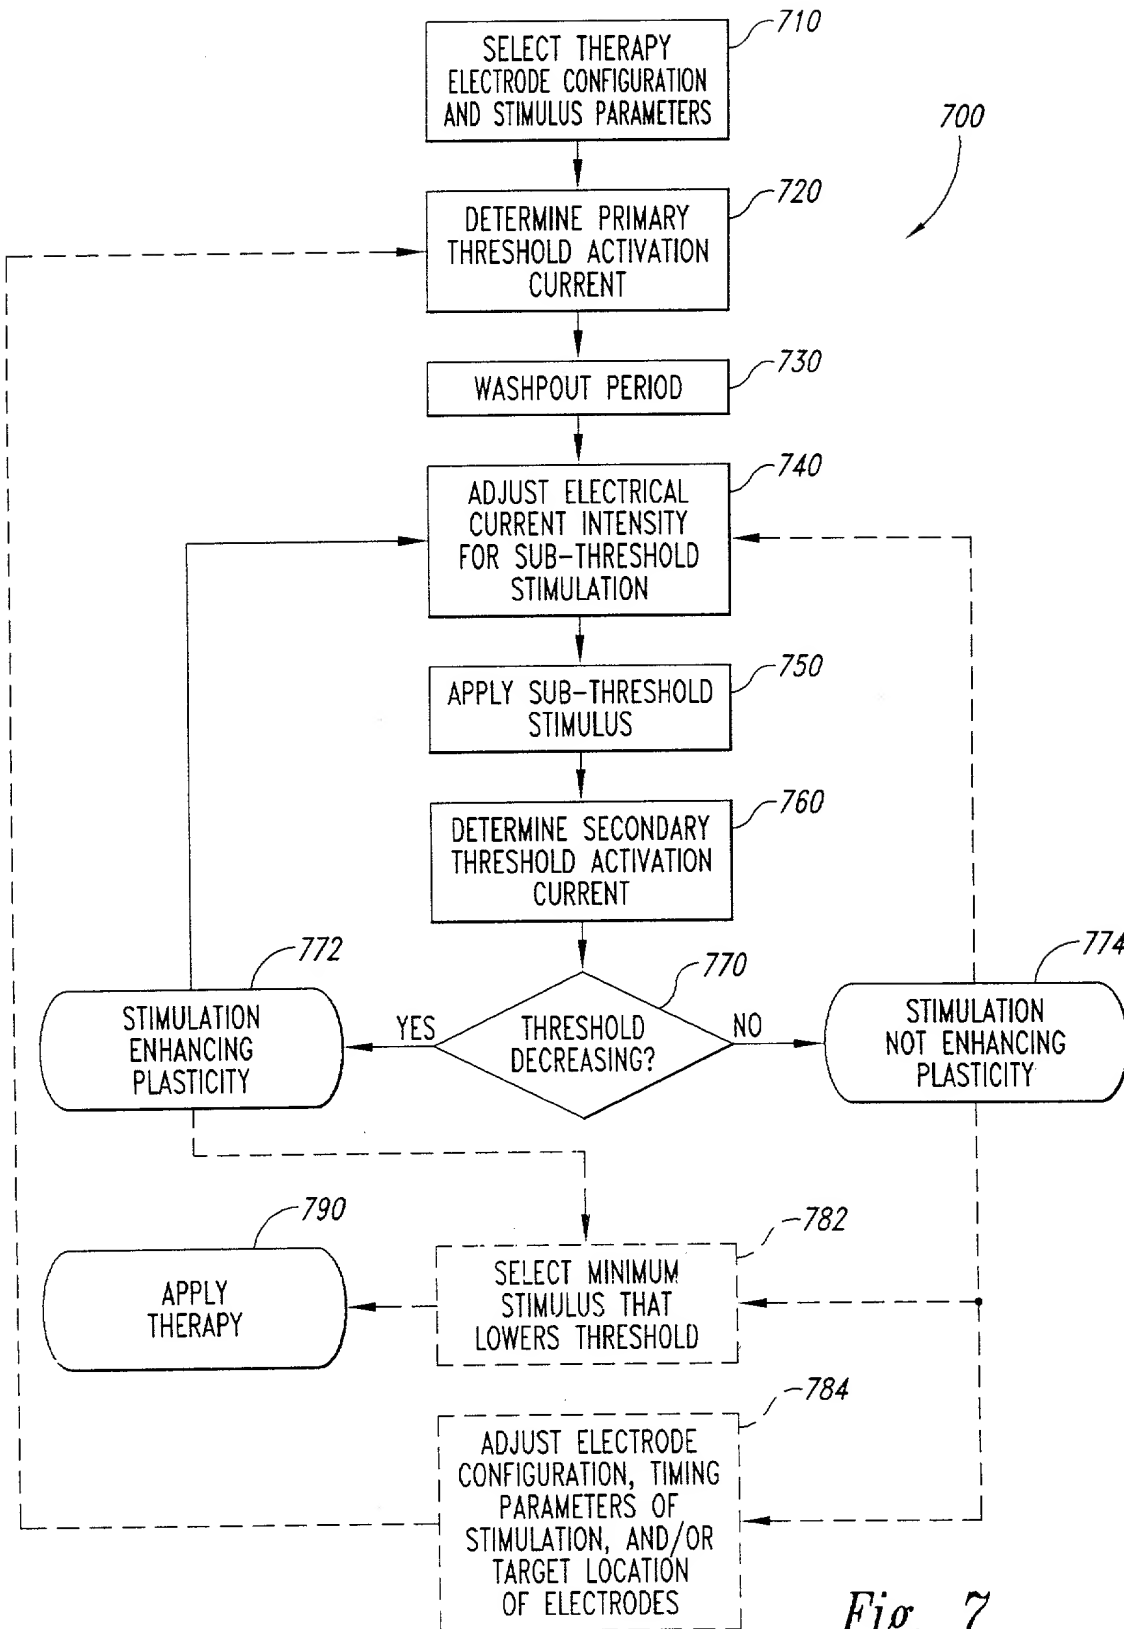 710
SELECT THERAPY
ELECTRODE CONFIGURATION
AND STIMULUS PARAMETERS
700
720
DETERMINE PRIMARY
THRESHOLD ACTIVATION
CURRENT
730
WASHPOUT PERIOD
740
ADJUST ELECTRICAL
CURRENT INTENSITY
FOR SUB-THRESHOLD
STIMULATION
750
APPLY SUB-THRESHOLD
STIMULUS
760
DETERMINE SECONDARY
THRESHOLD ACTIVATION
CURRENT
772
770
774
STIMULATION
ENHANCING
PLASTICITY
YES
THRESHOLD
DECREASING?
NO
STIMULATION
NOT ENHANCING
PLASTICITY
790
782
APPLY
THERAPY
SELECT MINIMUM
STIMULUS THAT
LOWERS THRESHOLD
784
ADJUST ELECTRODE
CONFIGURATION, TIMING
PARAMETERS OF
STIMULATION, AND/OR
TARGET LOCATION
OF ELECTRODES
Fig. 7